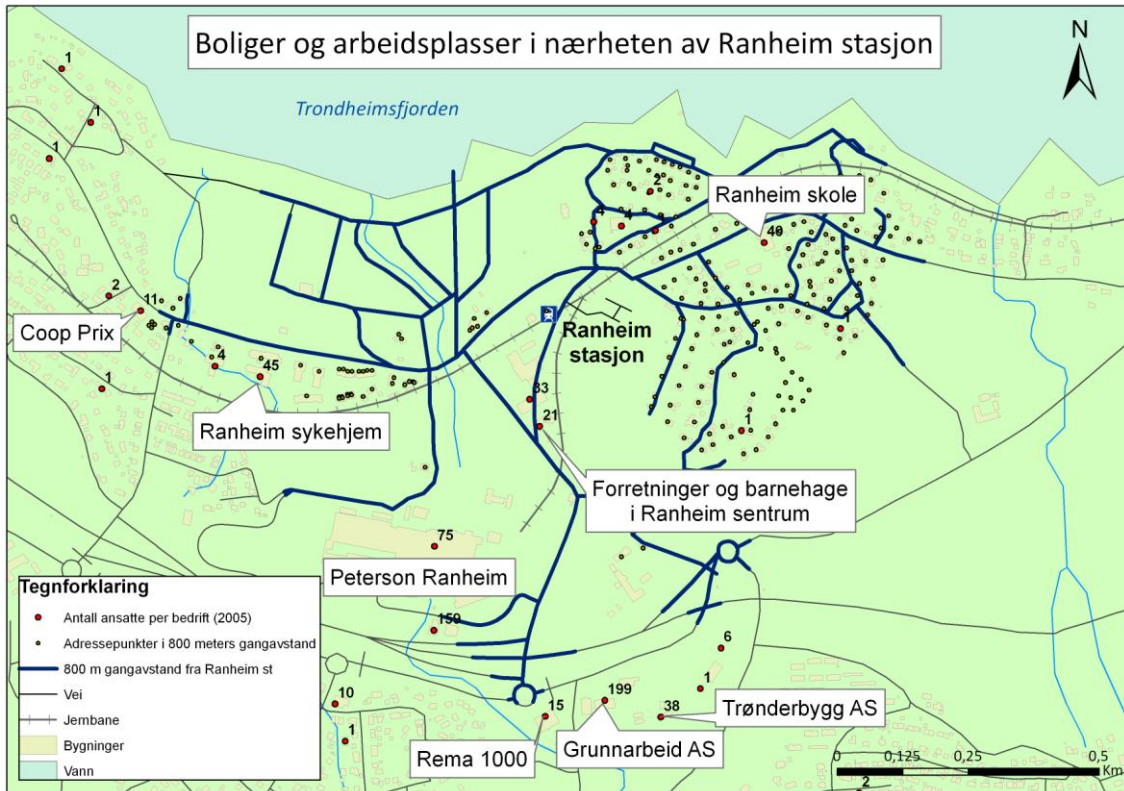 Boliger og arbeidsplasser i nærheten av Ranheim stasjon
N
Trondheimsfjorden
1
1
1
2
Ranheim skole
4
4
40
2
11
Coop Prix
Ranheim
stasjon
1
4
45
1
33
Ranheim sykehjem
21
1
Forretninger og barnehage
i Ranheim sentrum
75
Peterson Ranheim
159
6
1
10
199
15
38
Trønderbygg AS
1
Rema 1000
Grunnarbeid AS
Tegnforklaring
Antall ansatte per bedrift (2005)
Adressepunkter i 800 meters gangavstand
800 m gangavstand fra Ranheim st
Vei
Jernbane
Bygninger
Vann
0 0,125 0,25 0,5
Km
2